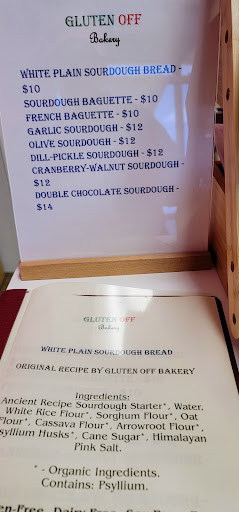 GLUTEN OFF
Bakery
WHITE PLAIN SOURDOUGH BREAD -
$10
SOURDOUGH BAGUETTE - $10
FRENCH BAGUETTE - $10
GARLIC SOURDOUGH - $12
OLIVE SOURDOUGH - $12
DILL-PICKLE SOURDOUGH - $12
CRANBERRY-WALNUT SOURDOUGH -
$12
DOUBLE CHOCOLATE SOURDOUGH -
$14
GLUTEN OFF
Bakery
WHITE PLAIN SOURDOUGH BREAD
ORIGINAL RECIPE BY GLUTEN OFF BAKERY
Ingredients:
Ancient Recipe Sourdough Starter*, Water,
White Rice Flour*, Sorghum Flour*, Oat
Flour*, Cassava Flour*, Arrowroot Flour*,
Psyllium Husks*, Cane Sugar*, Himalayan
Pink Salt.
* - Organic Ingredients.
Contains: Psyllium.